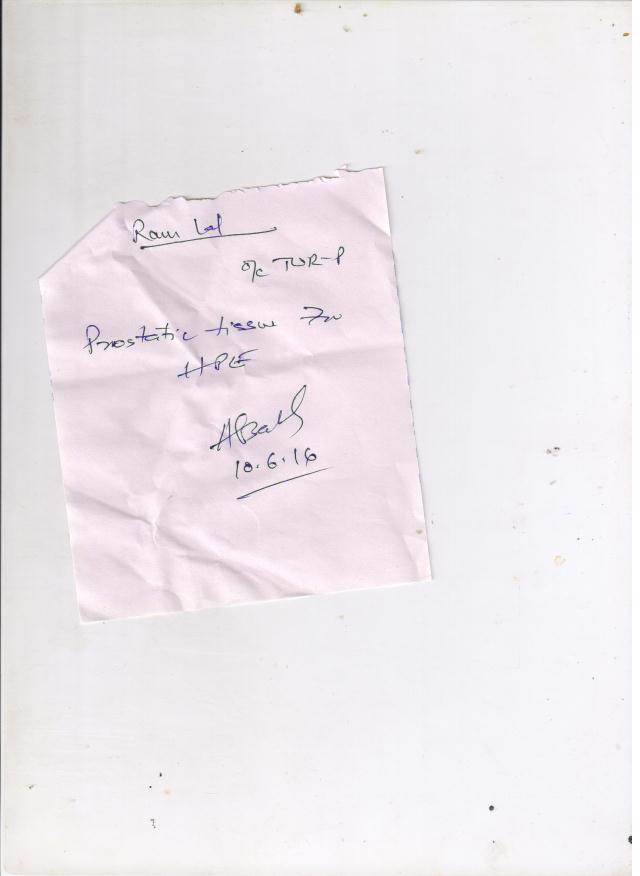 Ram Lal
o/c TUR-P
Prostatic tissue for
HPE
10.6.16